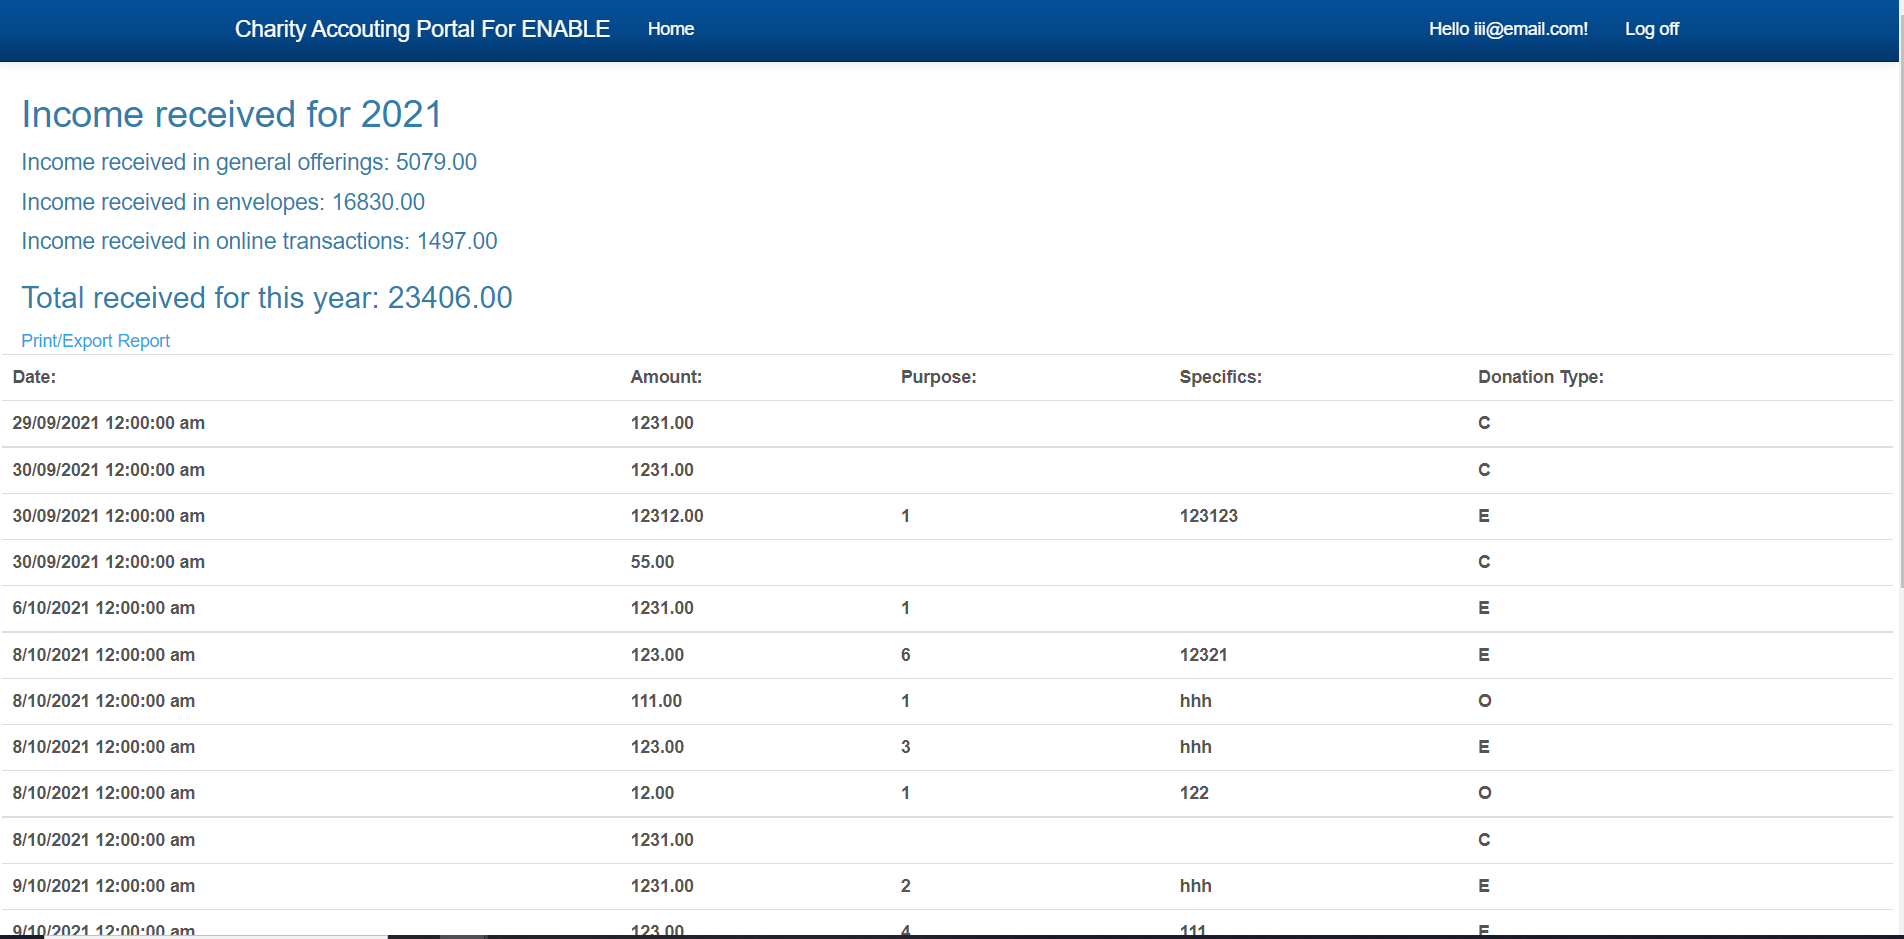 Charity Accouting Portal For ENABLE Home Hello iii@email.com! Log off
Income received for 2021
Income received in general offerings: 5079.00
Income received in envelopes: 16830.00
Income received in online transactions: 1497.00
Total received for this year: 23406.00
Print/Export Report
Date: Amount: Purpose: Specifics: Donation Type:
29/09/2021 12:00:00 am 1231.00 C
30/09/2021 12:00:00 am 1231.00 C
30/09/2021 12:00:00 am 12312.00 1 123123 E
30/09/2021 12:00:00 am 55.00 C
6/10/2021 12:00:00 am 1231.00 1 E
8/10/2021 12:00:00 am 123.00 6 12321 E
8/10/2021 12:00:00 am 111.00 1 hhh O
8/10/2021 12:00:00 am 123.00 3 hhh E
8/10/2021 12:00:00 am 12.00 1 122 O
8/10/2021 12:00:00 am 1231.00 C
9/10/2021 12:00:00 am 1231.00 2 hhh E
9/10/2021 12:00:00 am 123.00 4 111 E